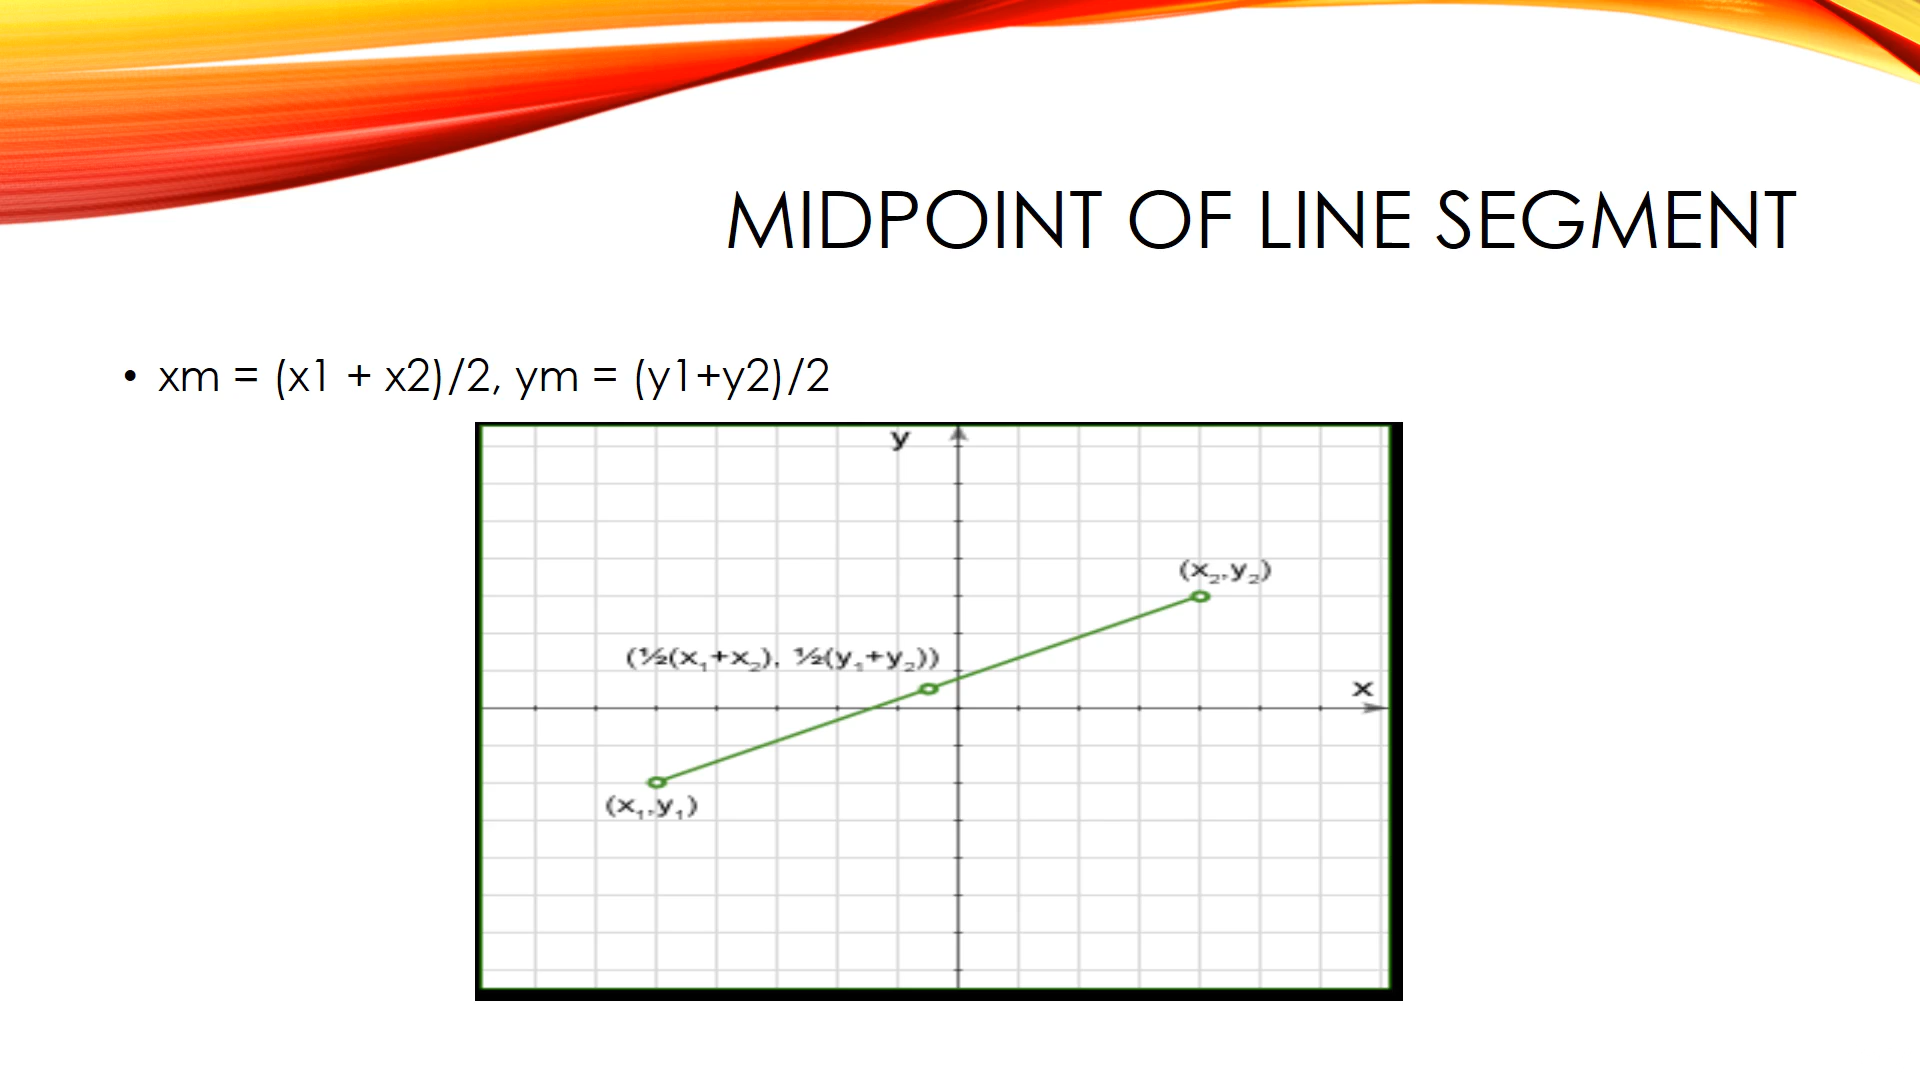 MIDPOINT OF LINE SEGMENT
• xm = (x1 + x2)/2, ym = (y1+y2)/2
y
(x₂,y₂)
(½(x₁+x₂), ½(y₁+y₂))
x
(x₁,y₁)